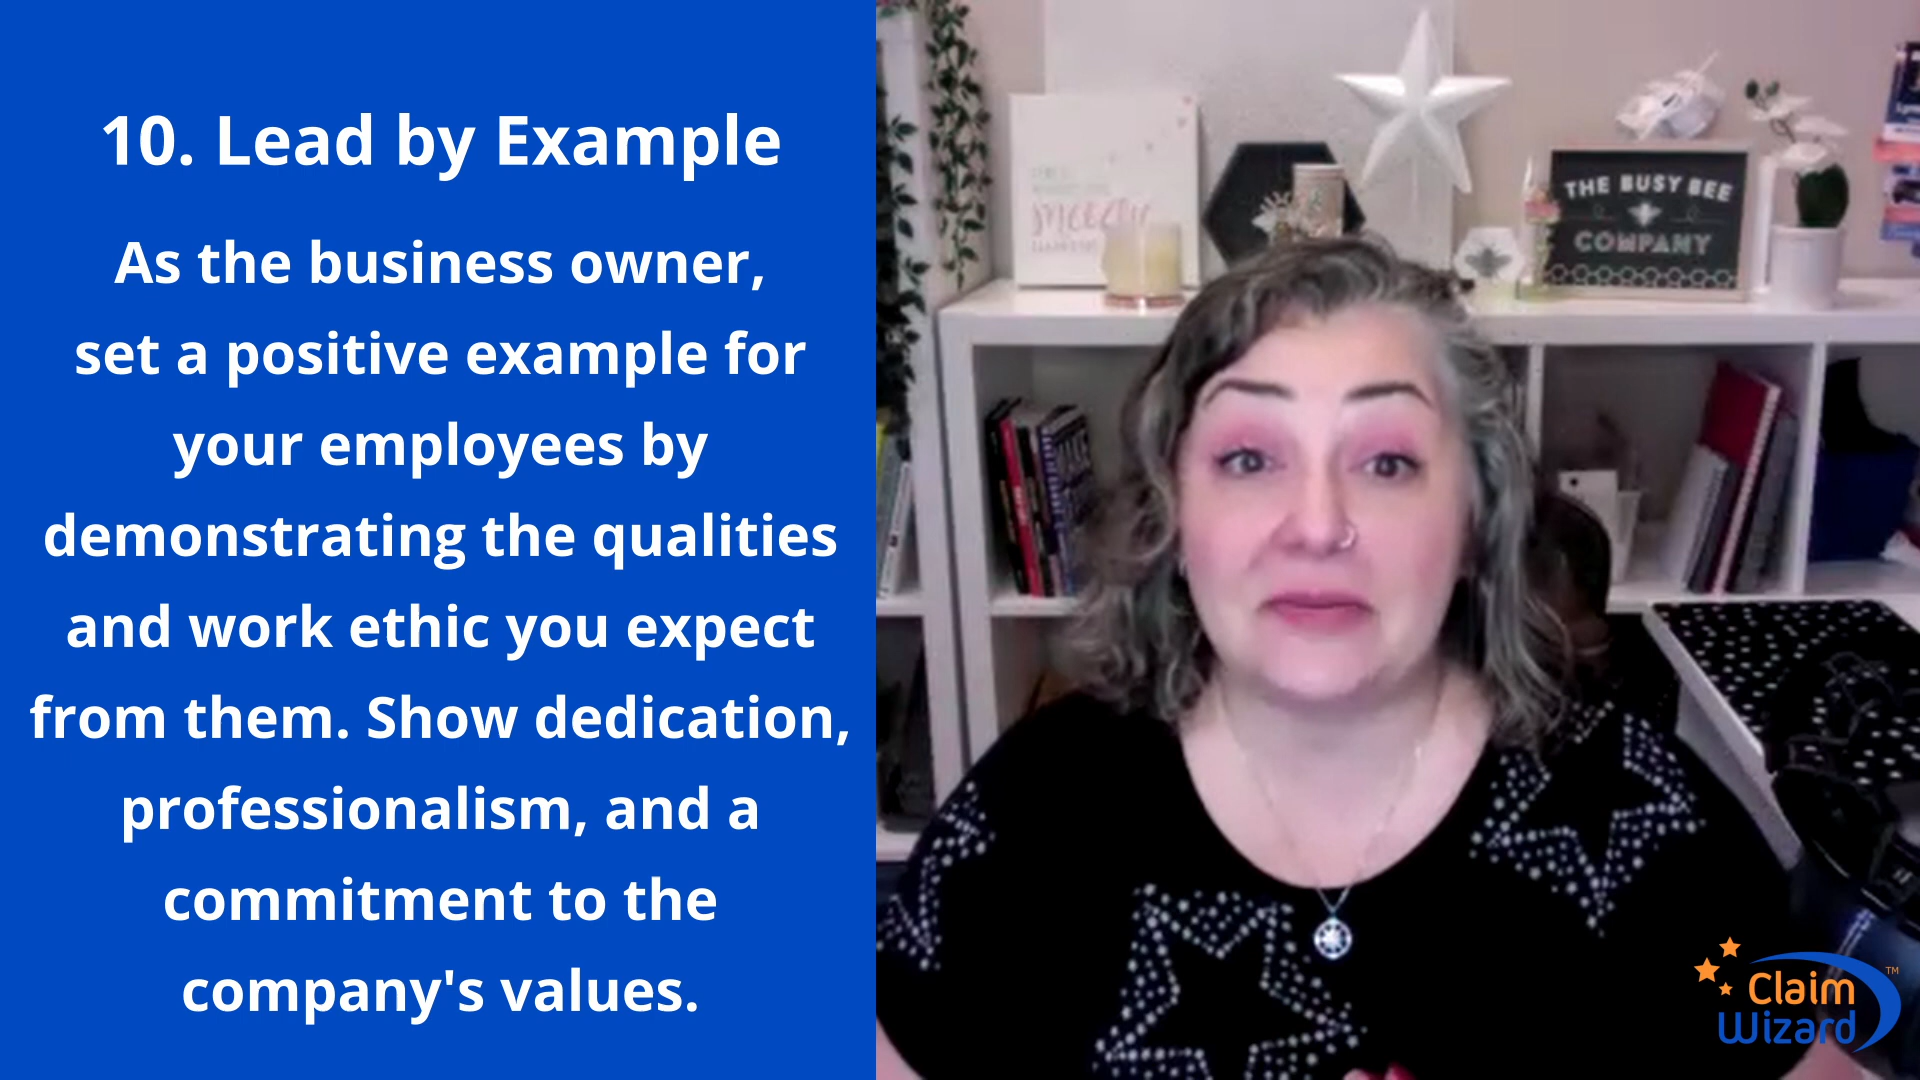 10. Lead by Example
As the business owner,
set a positive example for
your employees by
demonstrating the qualities
and work ethic you expect
from them. Show dedication,
professionalism, and a
commitment to the
company's values.
THE BUSY BEE
COMPANY
MAKE
Claim
Wizard
TM